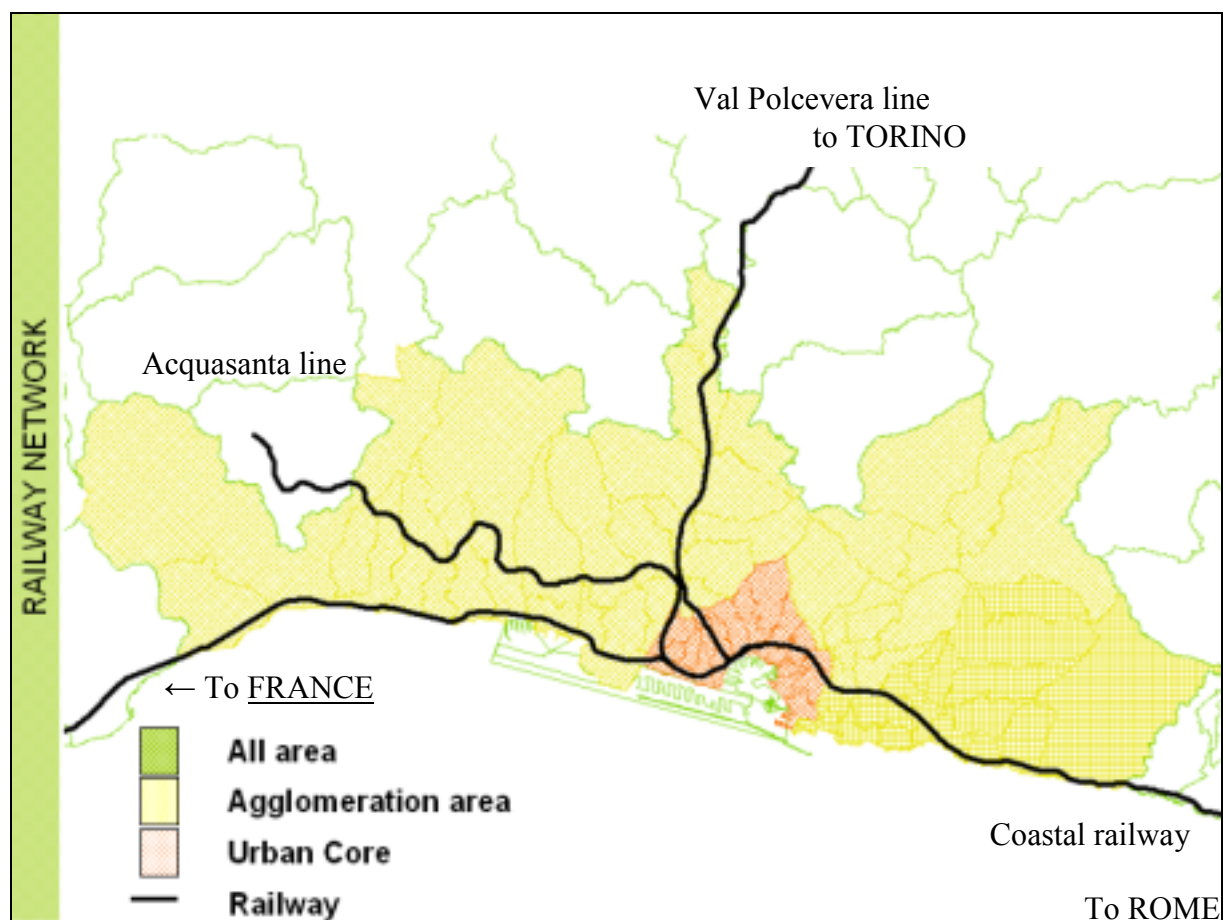 RAILWAY NETWORK
Val Polcevera line
to TORINO
Acquasanta line
← To FRANCE
All area
Agglomeration area
Urban Core
Railway
Coastal railway
To ROME